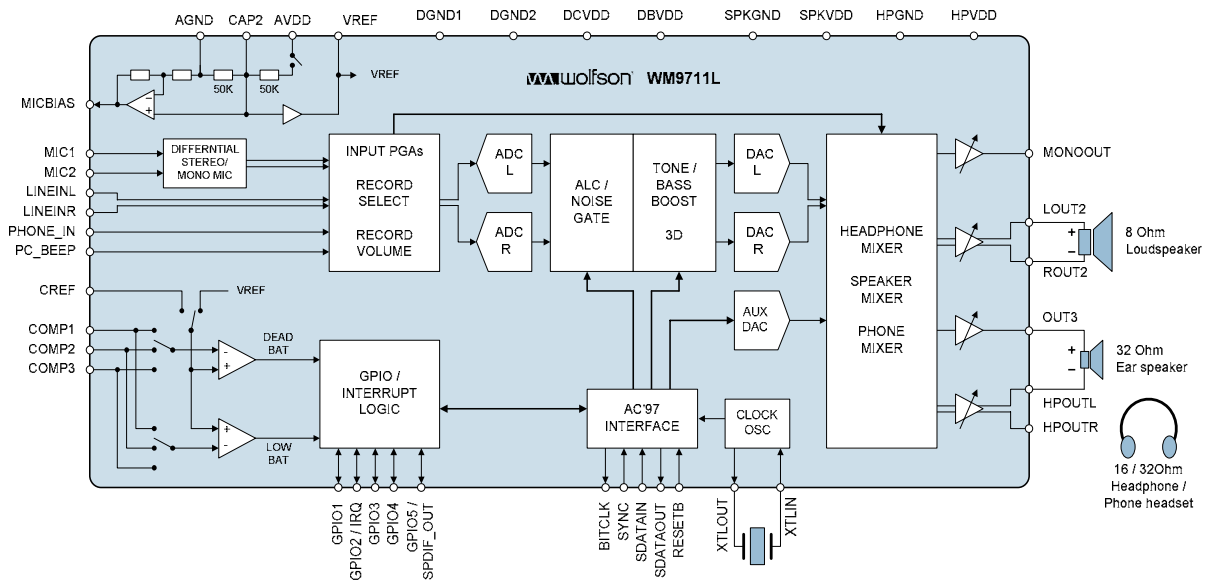 AGND CAP2 AVDD VREF DGND1 DGND2 DCVDD DBVDD SPKGND SPKVDD HPGND HPVDD
VREF
50K 50K
wolfson WM9711L
MICBIAS
MIC1
MIC2
LINEINL
LINEINR
PHONE_IN
PC_BEEP
DIFFERNTIAL
STEREO/
MONO MIC
INPUT PGAs
RECORD
SELECT
RECORD
VOLUME
ADC
L
ADC
R
ALC /
NOISE
GATE
TONE /
BASS
BOOST
3D
DAC
L
DAC
R
AUX
DAC
HEADPHONE
MIXER
SPEAKER
MIXER
PHONE
MIXER
MONOOUT
LOUT2
+
−
8 Ohm
Loudspeaker
ROUT2
OUT3
+
−
32 Ohm
Ear speaker
HPOUTL
HPOUTR
16 / 32Ohm
Headphone /
Phone headset
CREF
VREF
COMP1
COMP2
COMP3
DEAD
BAT
LOW
BAT
- +
+ -
− +
GPIO /
INTERRUPT
LOGIC
AC'97
INTERFACE
CLOCK
OSC
GPIO1
GPIO2 / IRQ
GPIO3
GPIO4
GPIO5 /
SPDIF_OUT
BITCLK
SYNC
SDATAIN
SDATAOUT
RESETB
XTLOUT
XTLIN